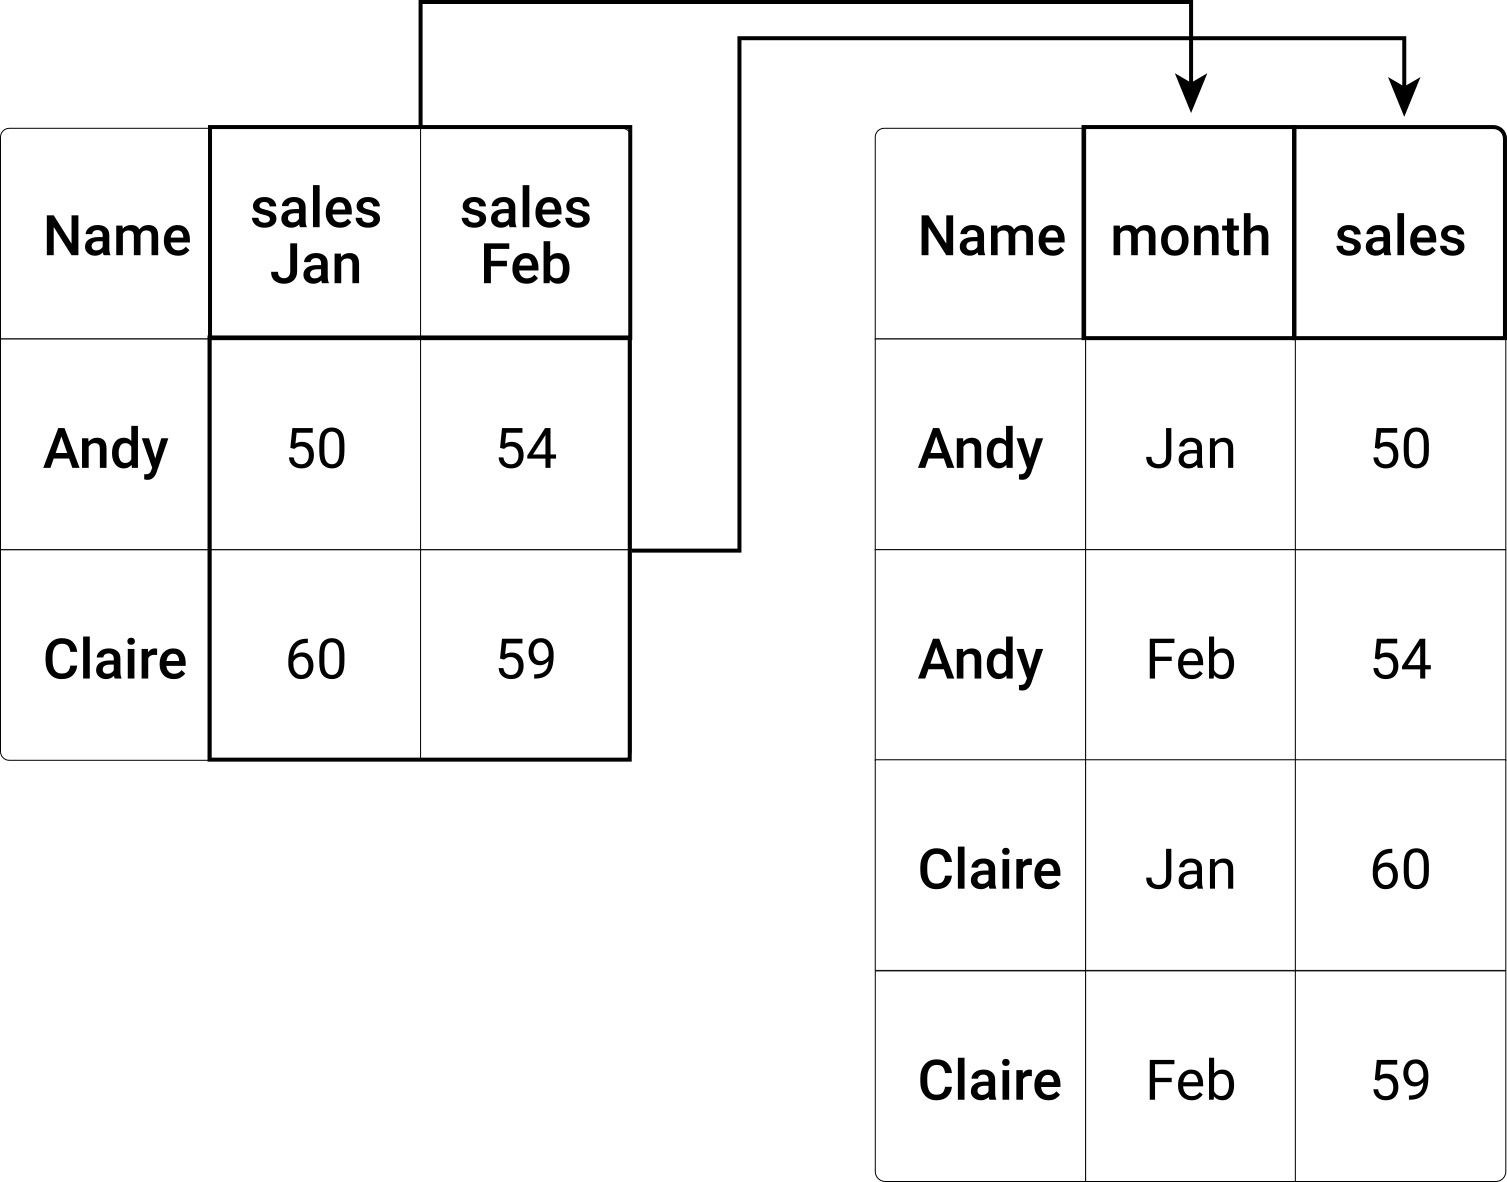 Name sales Jan sales Feb
Andy 50 54
Claire 60 59
Name month sales
Andy Jan 50
Andy Feb 54
Claire Jan 60
Claire Feb 59